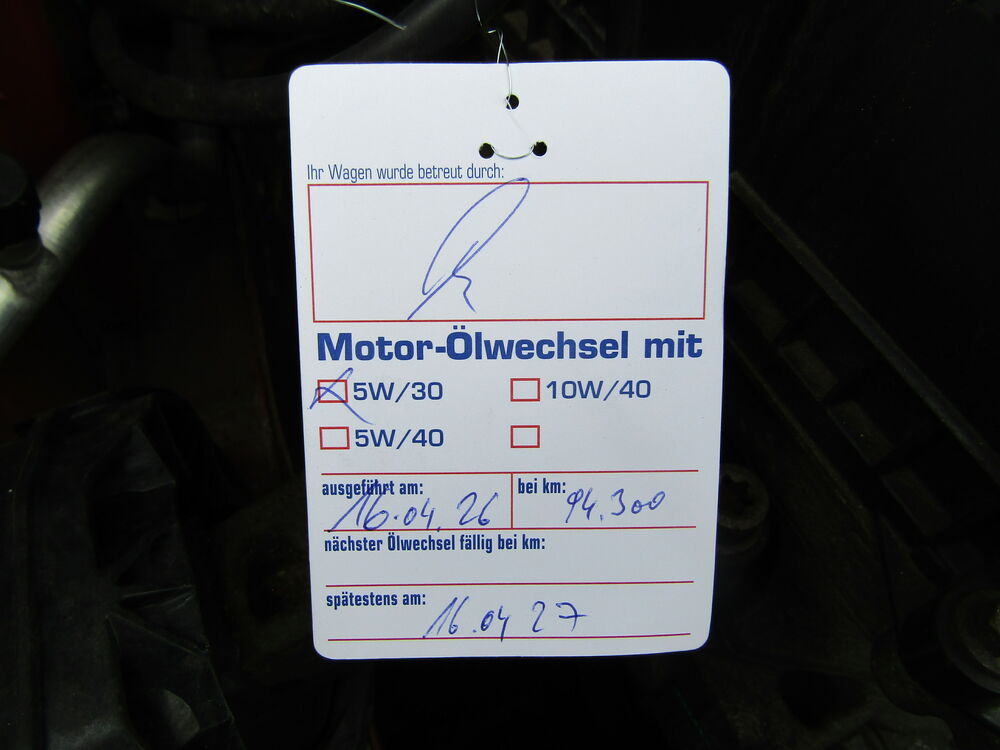 Ihr Wagen wurde betreut durch:
Motor-Ölwechsel mit
5W/30 10W/40
5W/40
ausgeführt am: 16.04.26 bei km: 94.300
nächster Ölwechsel fällig bei km:
spätestens am: 16.04 27